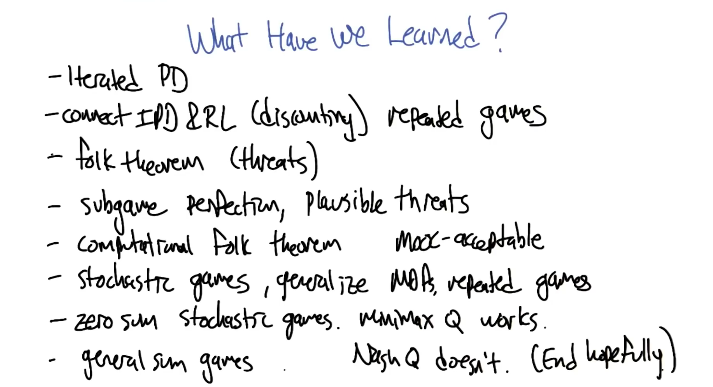 What Have We Learned?
- Iterated PD
- connect IPD & RL (discounting) repeated games
- folk theorem (threats)
- subgame perfection, plausible threats
- computational folk theorem
- stochastic games, generalize MDPs, repeated games
- zero sum stochastic games. minimax Q works.
- general sum games. Nash Q doesn't. (End hopefully)